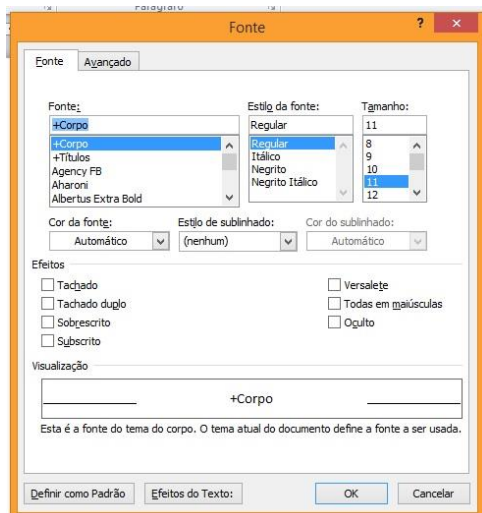 Parágrafo
Fonte ?
Fonte Avançado
Fonte: Estilo da fonte: Tamanho:
+Corpo Regular 11
+Corpo Regular 8
+Títulos Itálico 9
Agency FB Negrito 10
Aharoni Negrito Itálico 11
Albertus Extra Bold 12
Cor da fonte: Estilo de sublinhado: Cor do sublinhado:
Automático (nenhum) Automático
Efeitos
Tachado Versalete
Tachado duplo Todas em maiúsculas
Sobrescrito Oculto
Subscrito
Visualização
+Corpo
Esta é a fonte do tema do corpo. O tema atual do documento define a fonte a ser usada.
Definir como Padrão Efeitos do Texto: OK Cancelar